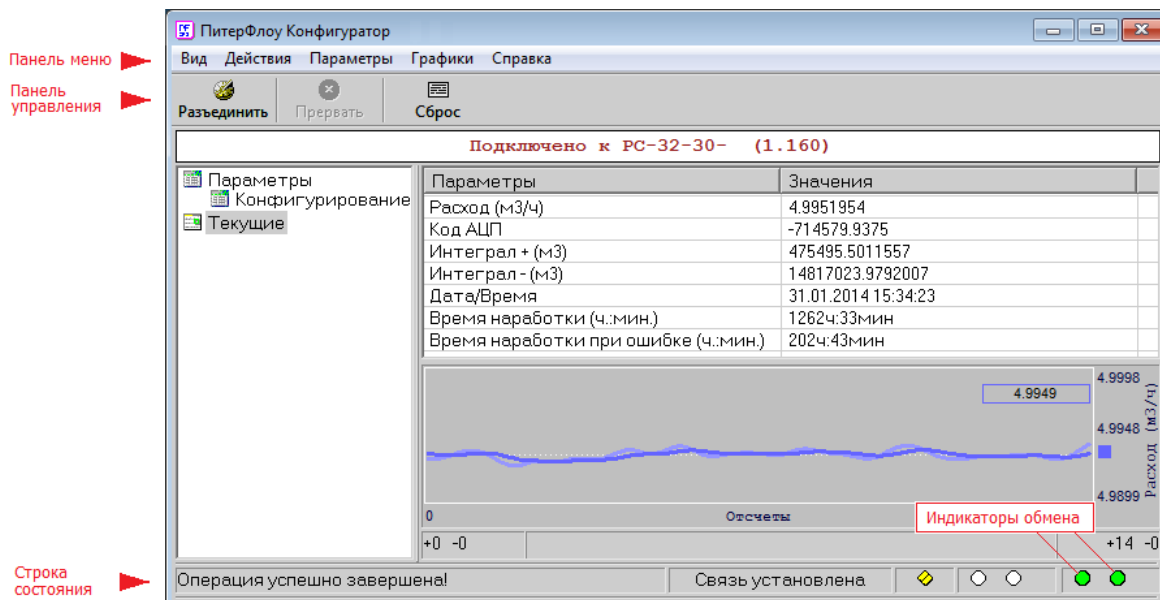 ПитерФлоу Конфигуратор
Панель меню
Вид Действия Параметры Графики Справка
Панель
управления
Разъединить Прервать Сброс
Подключено к РС-32-30- (1.160)
Параметры
Конфигурирование
Текущие
Параметры Значения
Расход (м3/ч) 4.9951954
Код АЦП -714579.9375
Интеграл + (м3) 475495.5011557
Интеграл - (м3) 14817023.9792007
Дата/Время 31.01.2014 15:34:23
Время наработки (ч.:мин.) 1262ч:33мин
Время наработки при ошибке (ч.:мин.) 202ч:43мин
4.9998
4.9949
4.9948
4.9899
Расход (м3/ч)
0 Отсчеты
Индикаторы обмена
+0 -0 +14 -0
Строка
состояния
Операция успешно завершена! Связь установлена